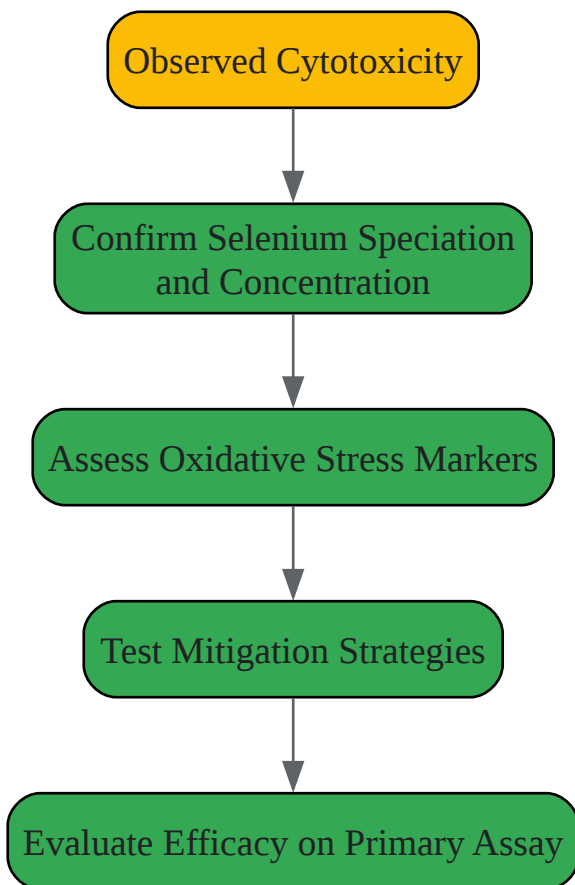 Observed Cytotoxicity
Confirm Selenium Speciation
and Concentration
Assess Oxidative Stress Markers
Test Mitigation Strategies
Evaluate Efficacy on Primary Assay